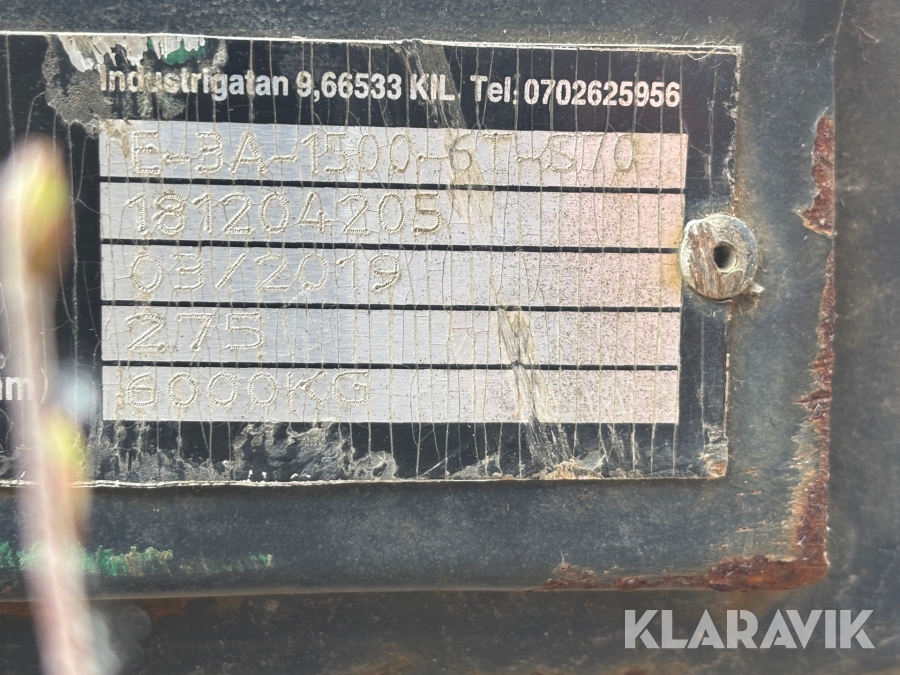 Industrigatan 9,66533 KIL Tel: 0702625956
E-3A-1500-6T-S70
181204205
03/2019
2.75
6000KG
m)
KLARAVIK